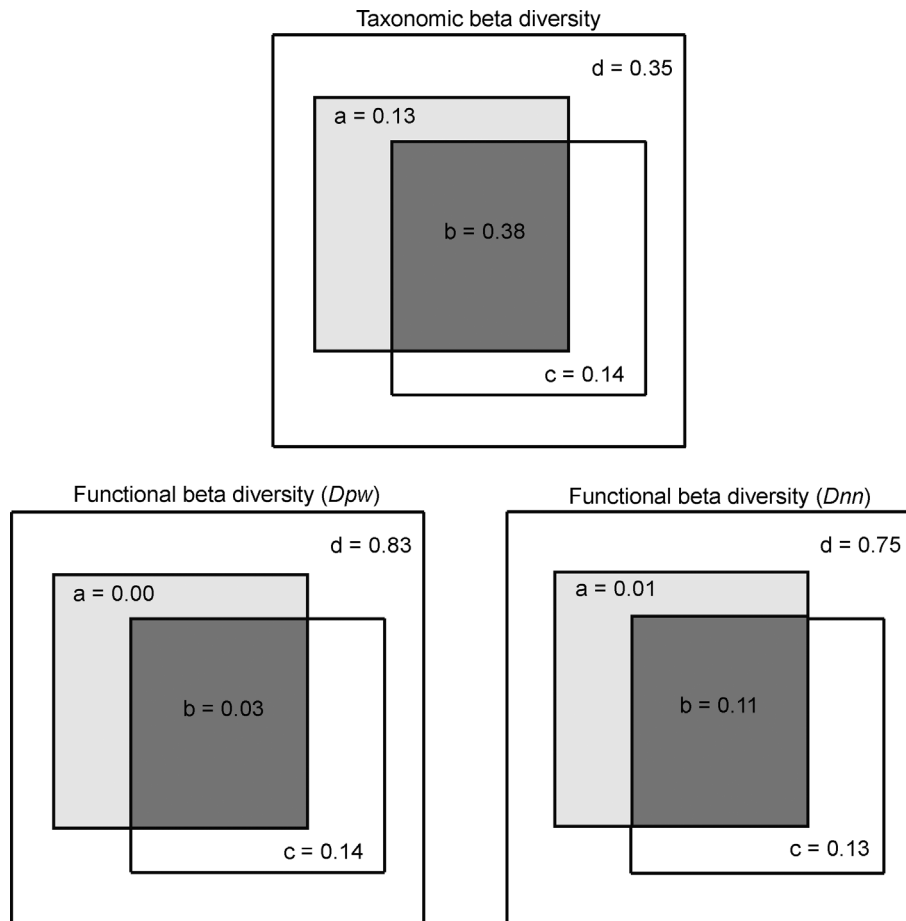 Taxonomic beta diversity
d = 0.35
a = 0.13
b = 0.38
c = 0.14
Functional beta diversity (Dpw)
d = 0.83
a = 0.00
b = 0.03
c = 0.14
Functional beta diversity (Dnn)
d = 0.75
a = 0.01
b = 0.11
c = 0.13